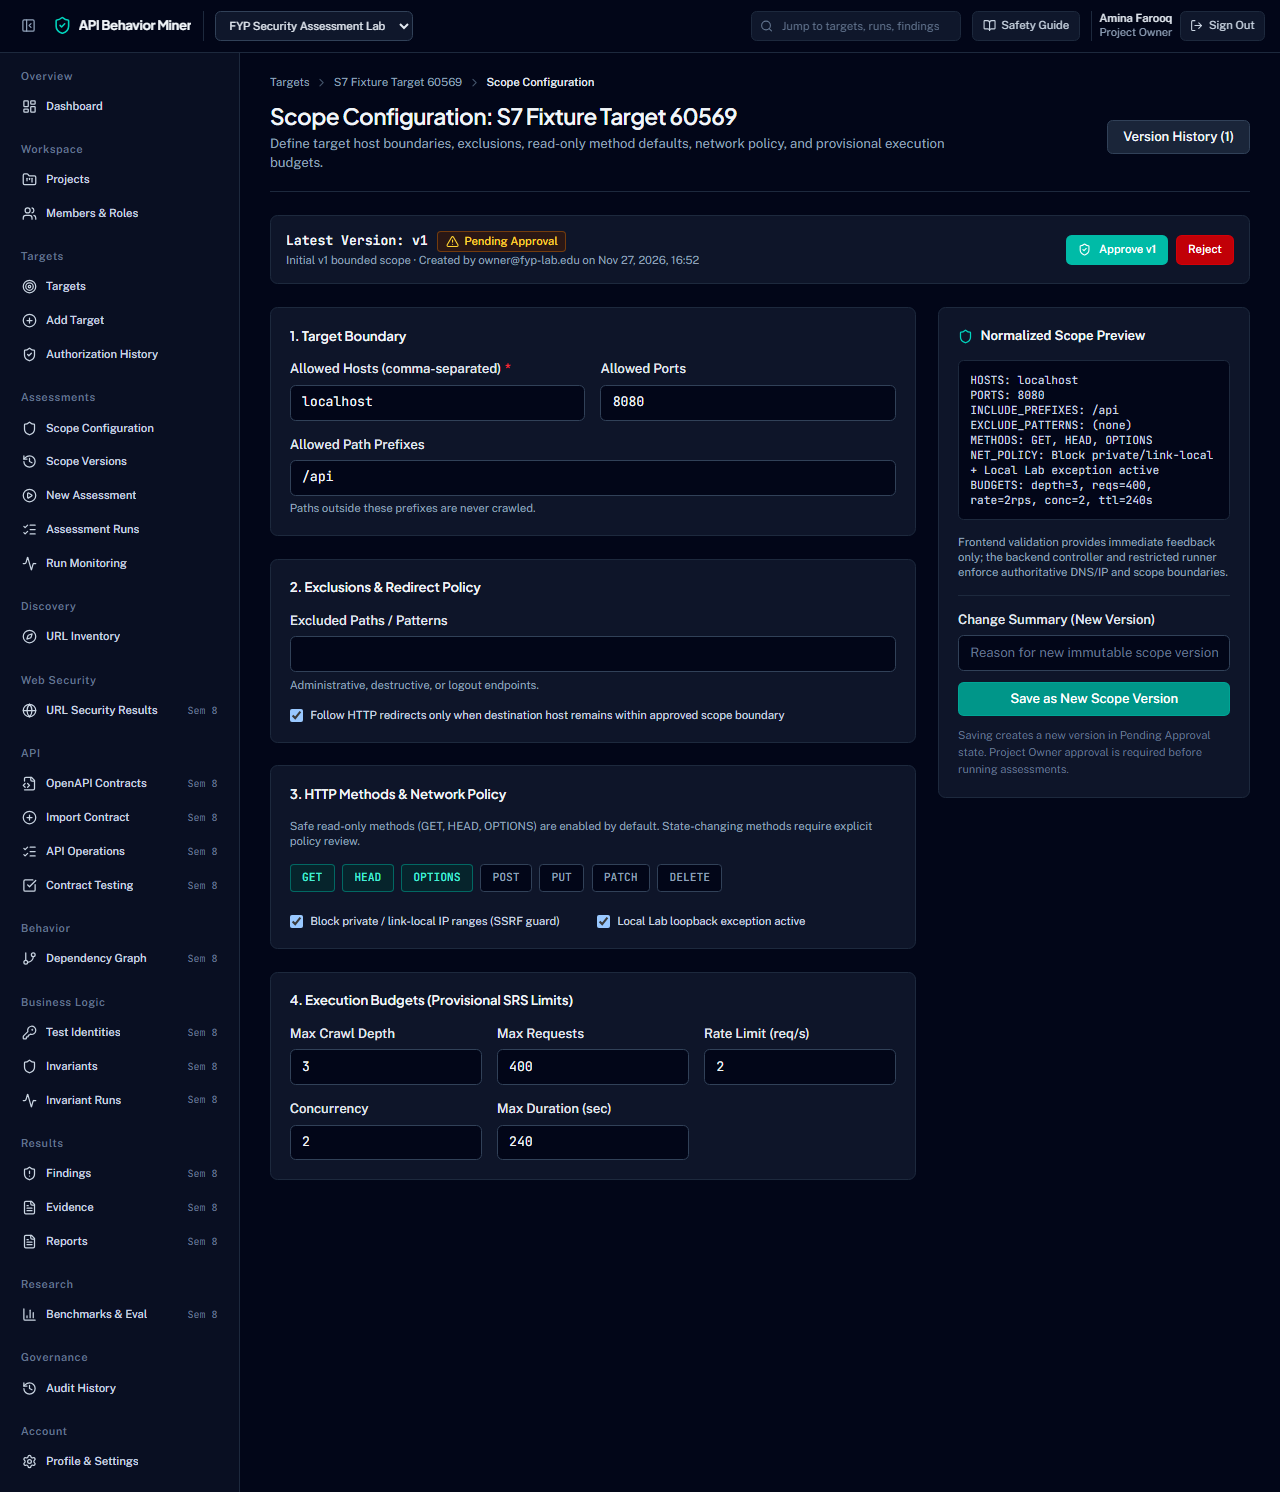 API Behavior Miner
FYP Security Assessment Lab
Jump to targets, runs, findings
Safety Guide
Amina Farooq
Project Owner
Sign Out
Overview
Dashboard
Workspace
Projects
Members & Roles
Targets
Targets
Add Target
Authorization History
Assessments
Scope Configuration
Scope Versions
New Assessment
Assessment Runs
Run Monitoring
Discovery
URL Inventory
Web Security
URL Security Results Sem 8
API
OpenAPI Contracts Sem 8
Import Contract Sem 8
API Operations Sem 8
Contract Testing Sem 8
Behavior
Dependency Graph Sem 8
Business Logic
Test Identities Sem 8
Invariants Sem 8
Invariant Runs Sem 8
Results
Findings Sem 8
Evidence Sem 8
Reports Sem 8
Research
Benchmarks & Eval Sem 8
Governance
Audit History
Account
Profile & Settings
Targets > S7 Fixture Target 60569 > Scope Configuration
Scope Configuration: S7 Fixture Target 60569
Define target host boundaries, exclusions, read-only method defaults, network policy, and provisional execution
budgets.
Version History (1)
Latest Version: v1 Pending Approval
Initial v1 bounded scope · Created by owner@fyp-lab.edu on Nov 27, 2026, 16:52
Approve v1
Reject
1. Target Boundary
Allowed Hosts (comma-separated) * Allowed Ports
localhost 8080
Allowed Path Prefixes
/api
Paths outside these prefixes are never crawled.
2. Exclusions & Redirect Policy
Excluded Paths / Patterns
Administrative, destructive, or logout endpoints.
Follow HTTP redirects only when destination host remains within approved scope boundary
3. HTTP Methods & Network Policy
Safe read-only methods (GET, HEAD, OPTIONS) are enabled by default. State-changing methods require explicit
policy review.
GET HEAD OPTIONS POST PUT PATCH DELETE
Block private / link-local IP ranges (SSRF guard) Local Lab loopback exception active
4. Execution Budgets (Provisional SRS Limits)
Max Crawl Depth Max Requests Rate Limit (req/s)
3 400 2
Concurrency Max Duration (sec)
2 240
Normalized Scope Preview
HOSTS: localhost
PORTS: 8080
INCLUDE_PREFIXES: /api
EXCLUDE_PATTERNS: (none)
METHODS: GET, HEAD, OPTIONS
NET_POLICY: Block private/link-local
+ Local Lab exception active
BUDGETS: depth=3, reqs=400,
rate=2rps, conc=2, ttl=240s
Frontend validation provides immediate feedback
only; the backend controller and restricted runner
enforce authoritative DNS/IP and scope boundaries.
Change Summary (New Version)
Reason for new immutable scope version
Save as New Scope Version
Saving creates a new version in Pending Approval
state. Project Owner approval is required before
running assessments.